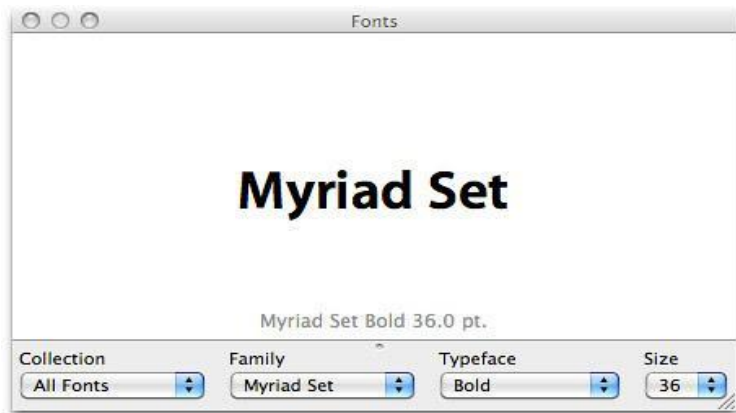 Fonts
Myriad Set
Myriad Set Bold 36.0 pt.
Collection Family Typeface Size
All Fonts Myriad Set Bold 36